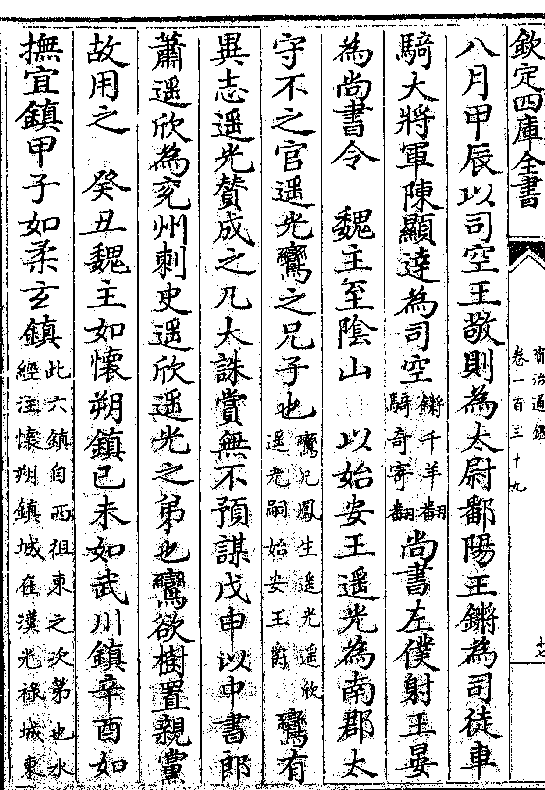 欽定四庫全書
資治通鑑
卷一百三十九
八月甲辰以司空王敬則為太尉鄱陽王鏘為司徒車
騎大將軍陳顯達為司空
鏘千羊翻
騎奇寄翻
尚書左僕射王晏
為尚書令　魏主至陰山　以始安王遥光為南郡太
守不之官遥光鸞之兄子也
鸞兄鳳生遥光遥欣
遥光嗣始安王爵
鸞有
異志遥光賛成之凡大誅賞無不預謀戊申以中書郎
蕭遥欣為兖州刺史遥欣遥光之弟也鸞欲樹置親黨
故用之　癸丑魏主如懷朔鎮已未如武川鎮辛酉如
撫宜鎮甲子如柔玄鎮
此六鎮自西徂東之次第也水
經注懷朔鎮城在漢光禄城東